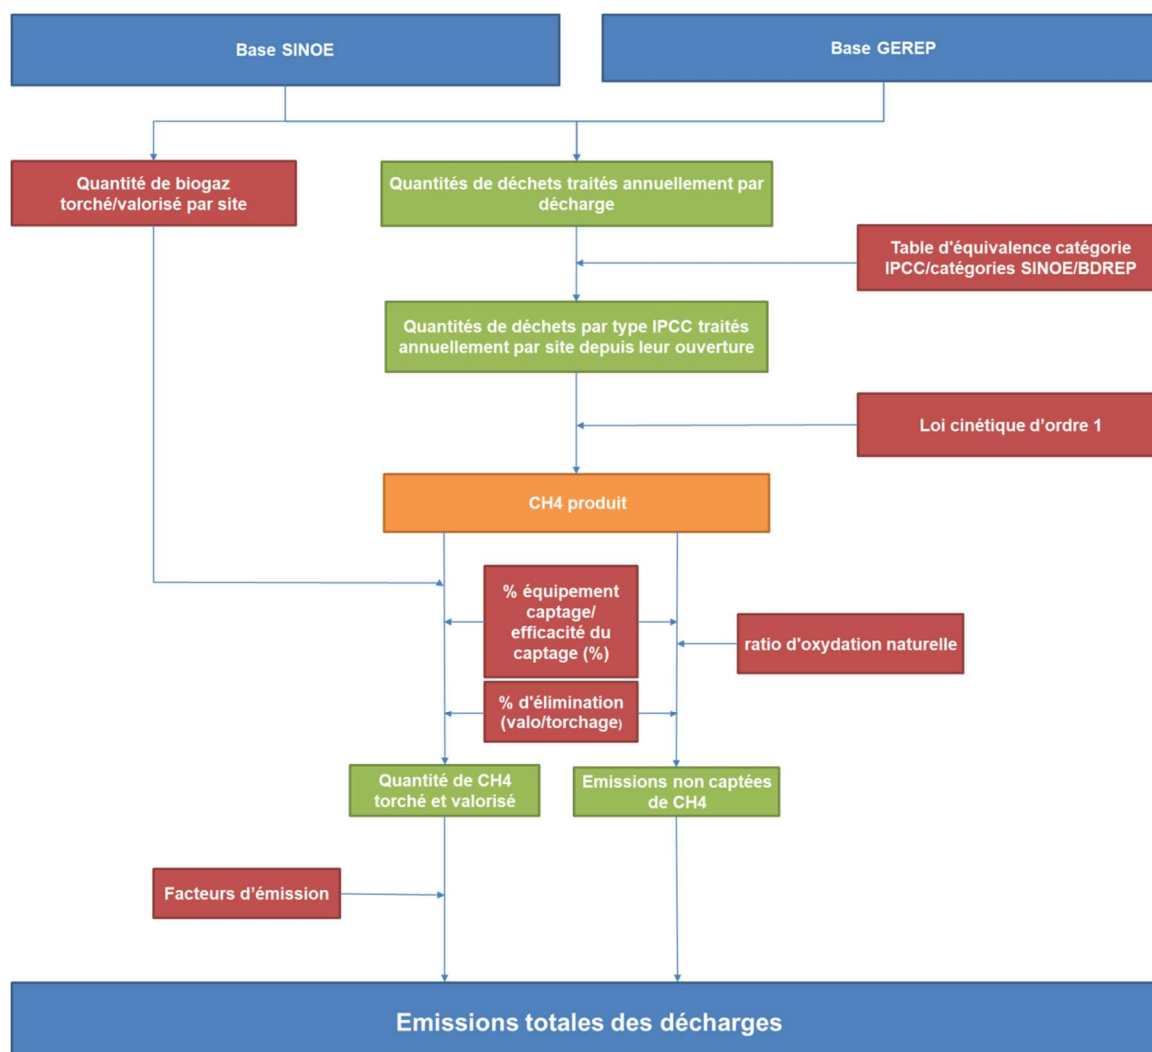 Base SINOE
Base GEREP
Quantité de biogaz
torché/valorisé par site
Quantités de déchets traités annuellement par
décharge
Table d'équivalence catégorie
IPCC/catégories SINOE/BDREP
Quantités de déchets par type IPCC traités
annuellement par site depuis leur ouverture
Loi cinétique d’ordre 1
CH4 produit
% équipement
captage/
efficacité du
captage (%)
ratio d'oxydation naturelle
% d'élimination
(valo/torchage)
Quantité de CH4
torché et valorisé
Emissions non captées
de CH4
Facteurs d’émission
Emissions totales des décharges